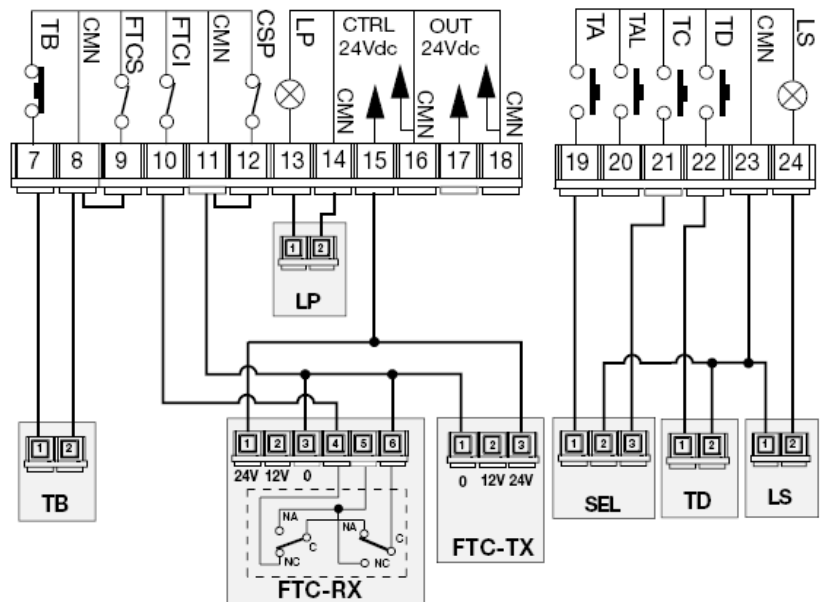 TB
CMN
FTCS
FTCI
CMN
CSP
LP
CTRL
24Vdc
CMN
OUT
24Vdc
CMN
TA
TAL
TC
TD
CMN
LS
7 8 9 10 11 12 13 14 15 16 17 18
19 20 21 22 23 24
1 2
LP
1 2
TB
1 2 3 4 5 6
24V 12V 0
NA
C
NC
NA
C
NC
FTC-RX
1 2 3
0 12V 24V
FTC-TX
1 2 3
SEL
1 2
TD
1 2
LS